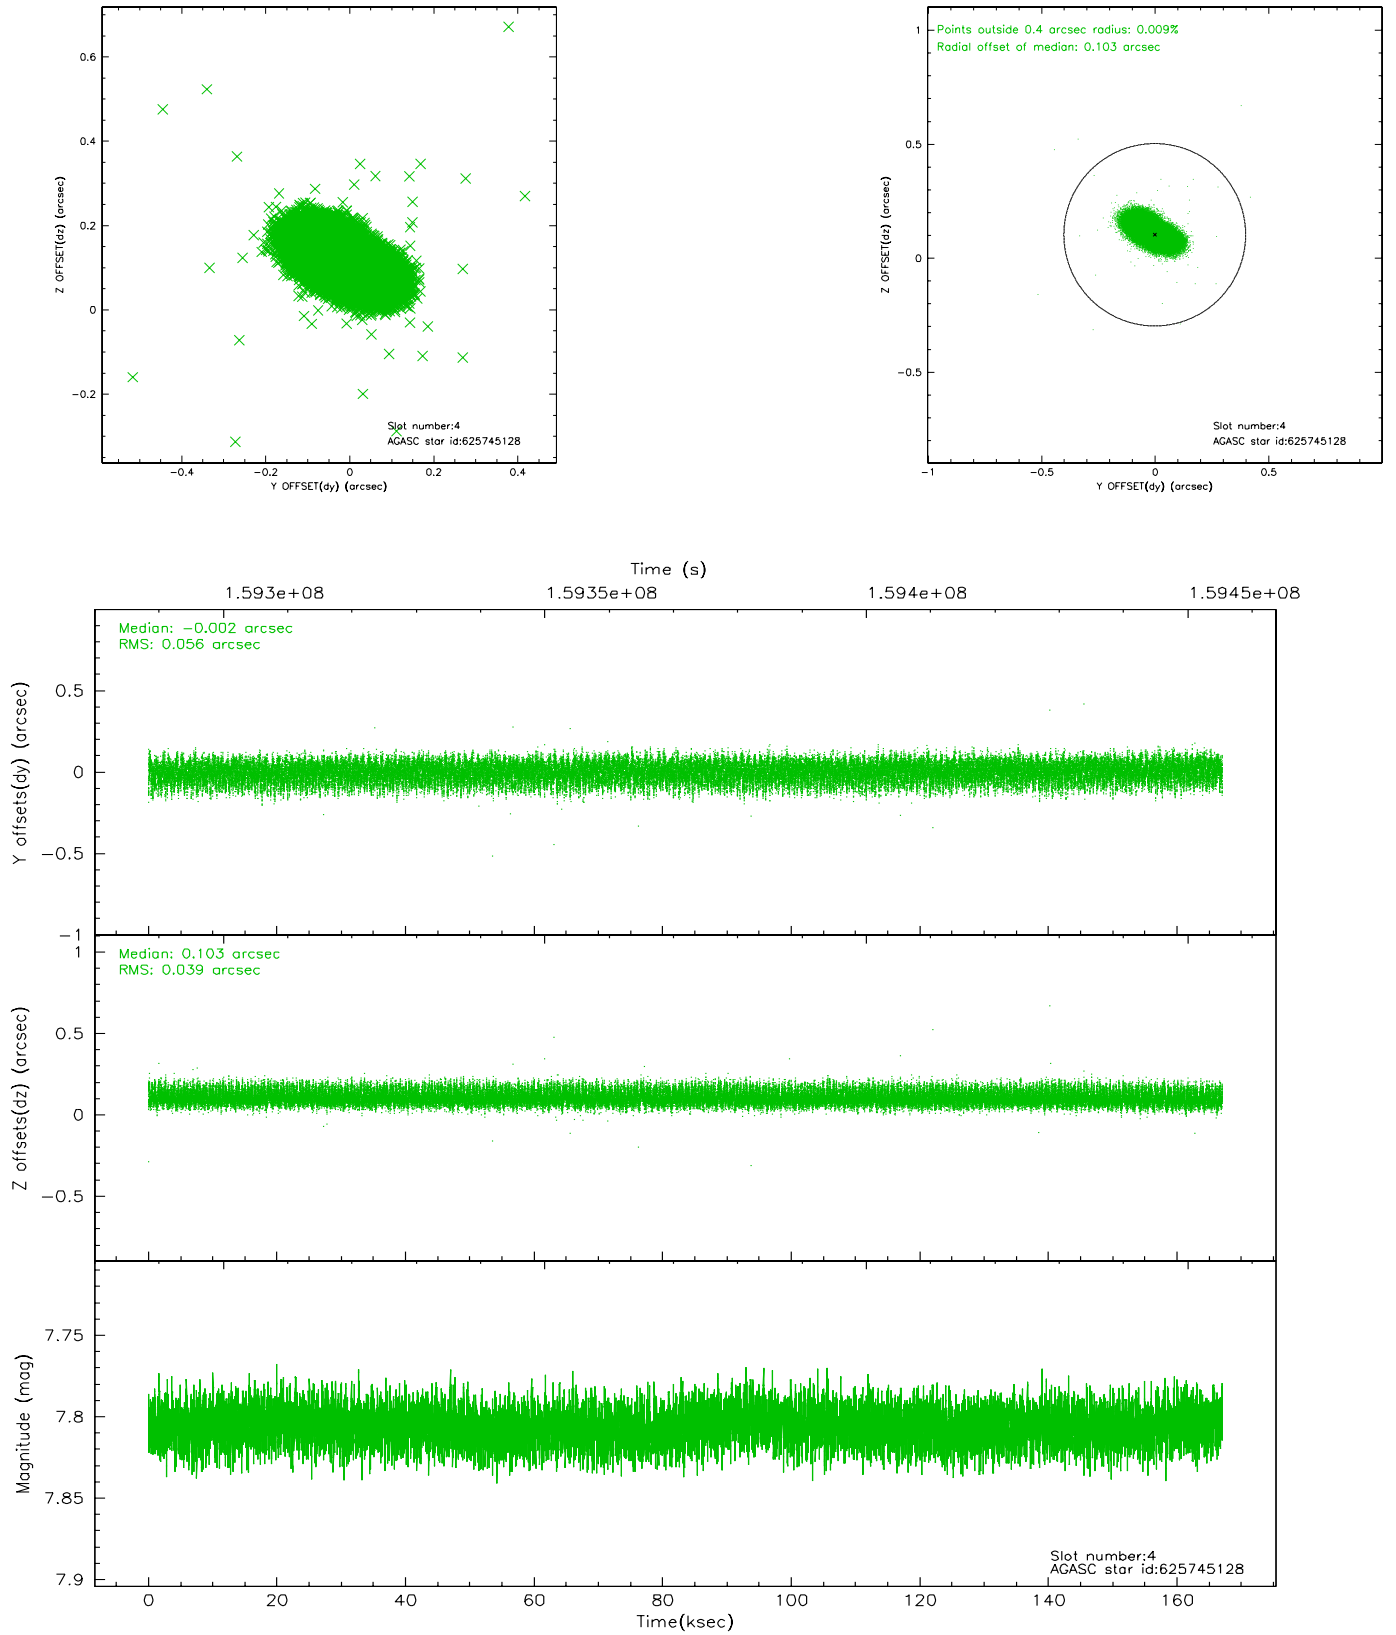 0.6
0.4
0.2
0
−0.2
Z OFFSET(dz) (arcsec)
Slot number:4
AGASC star id:625745128
−0.4 −0.2 0 0.2 0.4
Y OFFSET(dy) (arcsec)
Points outside 0.4 arcsec radius: 0.009%
Radial offset of median: 0.103 arcsec
1
0.5
0
−0.5
Z OFFSET(dz) (arcsec)
Slot number:4
AGASC star id:625745128
−1 −0.5 0 0.5
Y OFFSET(dy) (arcsec)
Time (s)
1.593e+08 1.5935e+08 1.594e+08 1.5945e+08
Median: −0.002 arcsec
RMS: 0.056 arcsec
0.5
0
−0.5
−1
Y offsets(dy) (arcsec)
Median: 0.103 arcsec
RMS: 0.039 arcsec
1
0.5
0
−0.5
Z offsets(dz) (arcsec)
7.75
7.8
7.85
7.9
Magnitude (mag)
Slot number:4
AGASC star id:625745128
0 20 40 60 80 100 120 140 160
Time(ksec)